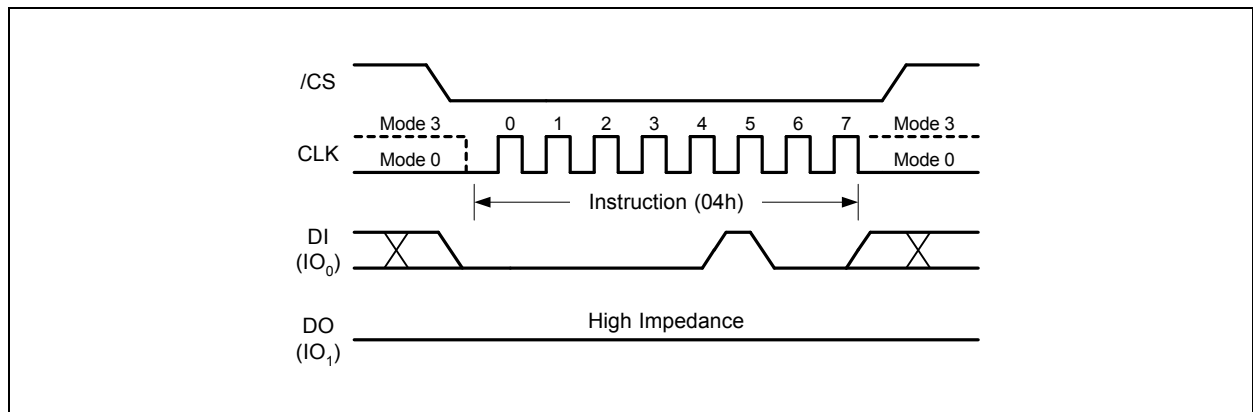 /CS
Mode 3 0 1 2 3 4 5 6 7 Mode 3
CLK
Mode 0 Mode 0
Instruction (04h)
DI
(IO₀)
High Impedance
DO
(IO₁)